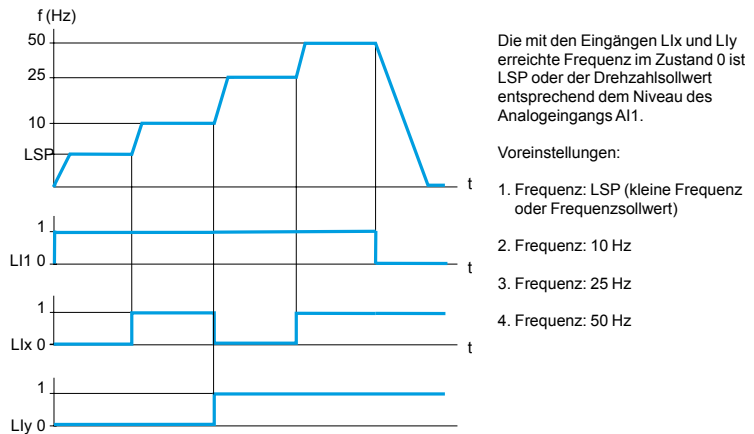 f (Hz)
50
25
10
LSP
t
1
LI1 0
t
1
LIx 0
t
1
LIy 0
Die mit den Eingängen LIx und LIy
erreichte Frequenz im Zustand 0 ist
LSP oder der Drehzahlsollwert
entsprechend dem Niveau des
Analogeingangs AI1.
Voreinstellungen:
1. Frequenz: LSP (kleine Frequenz
oder Frequenzsollwert)
2. Frequenz: 10 Hz
3. Frequenz: 25 Hz
4. Frequenz: 50 Hz